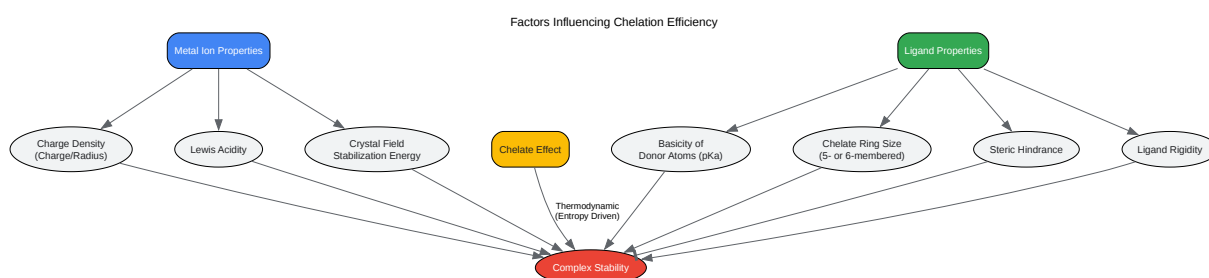 Factors Influencing Chelation Efficiency
Metal Ion Properties
Ligand Properties
Charge Density
(Charge/Radius)
Lewis Acidity
Crystal Field
Stabilization Energy
Chelate Effect
Basicity of
Donor Atoms (pKa)
Chelate Ring Size
(5- or 6-membered)
Steric Hindrance
Ligand Rigidity
Thermodynamic
(Entropy Driven)
Complex Stability